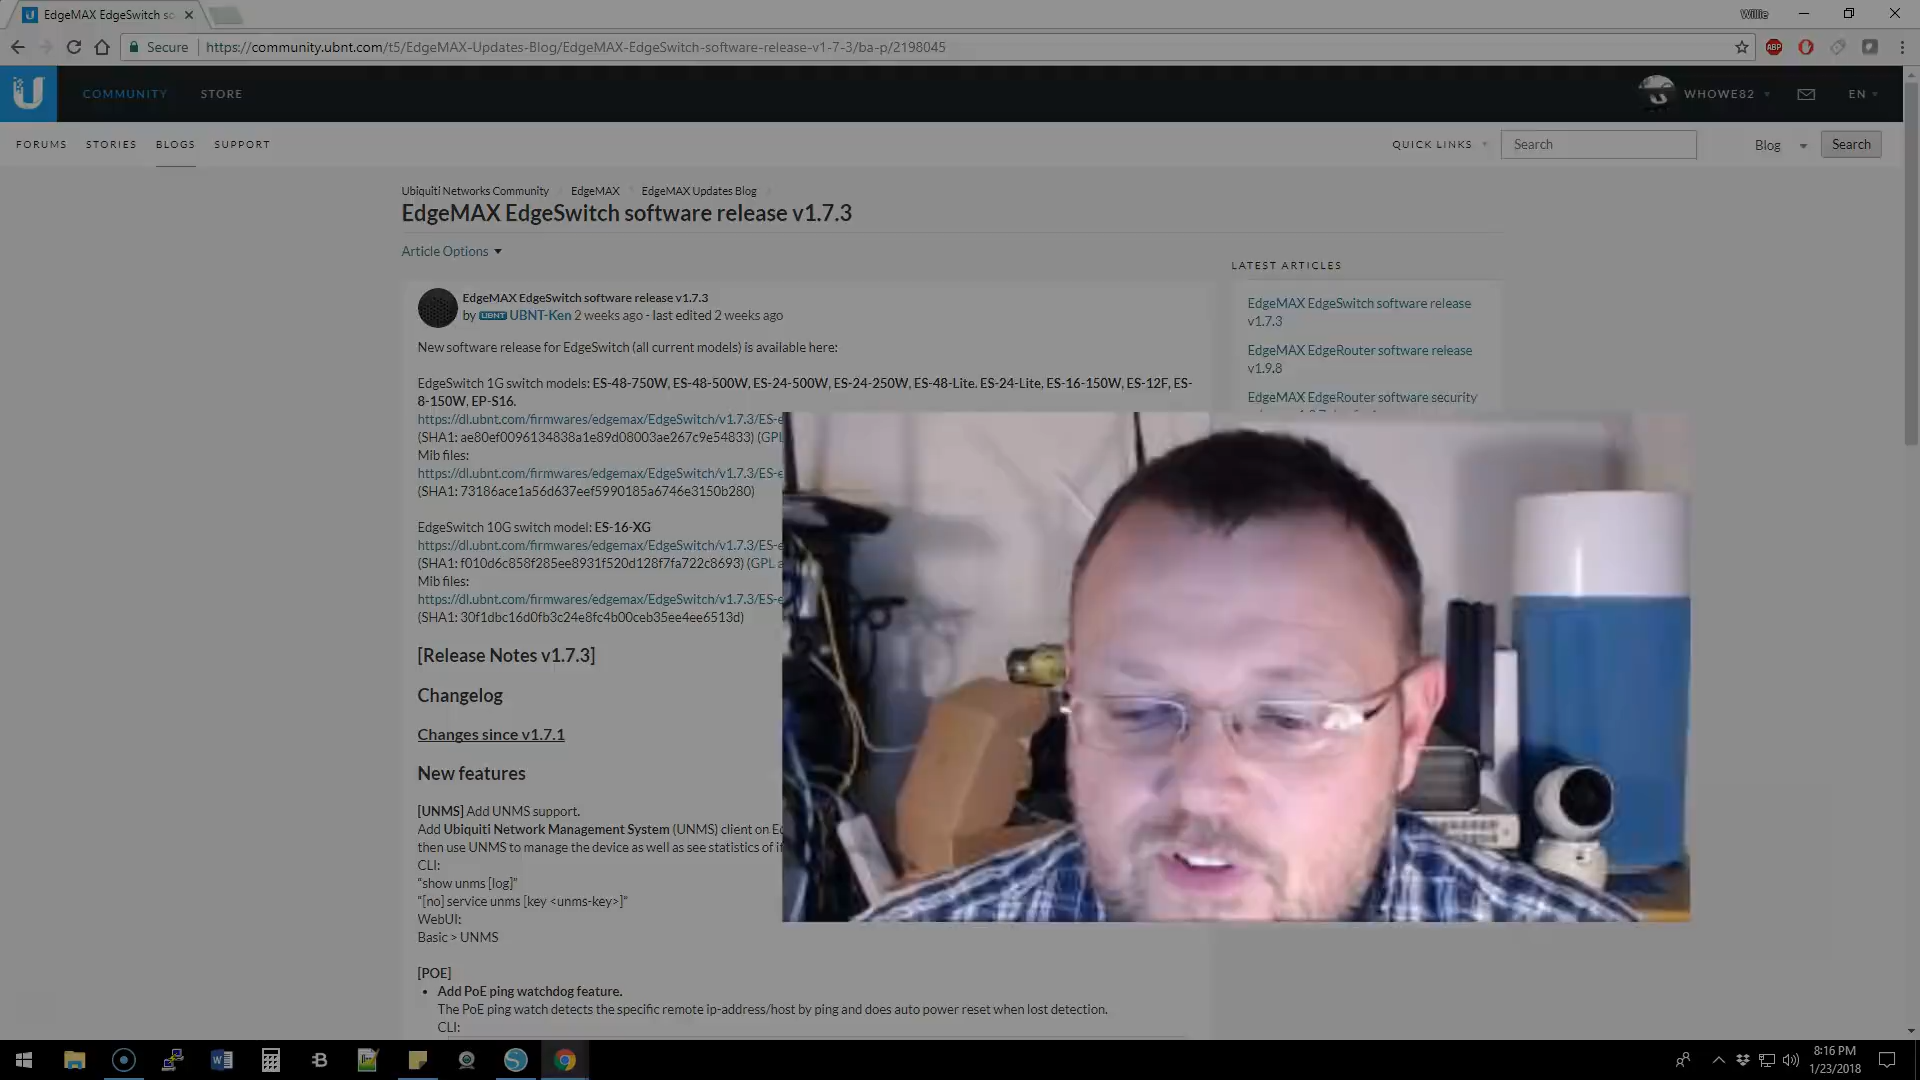 EdgeMAX EdgeSwitch so
Willie
Secure https://community.ubnt.com/t5/EdgeMAX-Updates-Blog/EdgeMAX-EdgeSwitch-software-release-v1-7-3/ba-p/2198045
ABP
COMMUNITY STORE WHOWE82 EN
FORUMS STORIES BLOGS SUPPORT QUICK LINKS Search Blog Search
Ubiquiti Networks Community EdgeMAX EdgeMAX Updates Blog
EdgeMAX EdgeSwitch software release v1.7.3
Article Options
LATEST ARTICLES
EdgeMAX EdgeSwitch software release
v1.7.3
EdgeMAX EdgeRouter software release
v1.9.8
EdgeMAX EdgeRouter software security
EdgeMAX EdgeSwitch software release v1.7.3
by UBNT UBNT-Ken 2 weeks ago - last edited 2 weeks ago
New software release for EdgeSwitch (all current models) is available here:
EdgeSwitch 1G switch models: ES-48-750W, ES-48-500W, ES-24-500W, ES-24-250W, ES-48-Lite. ES-24-Lite, ES-16-150W, ES-12F, ES-
8-150W, EP-S16.
https://dl.ubnt.com/firmwares/edgemax/EdgeSwitch/v1.7.3/ES-e
(SHA1: ae80ef0096134838a1e89d08003ae267c9e54833) (GPL
Mib files:
https://dl.ubnt.com/firmwares/edgemax/EdgeSwitch/v1.7.3/ES-e
(SHA1: 73186ace1a56d637eef5990185a6746e3150b280)
EdgeSwitch 10G switch model: ES-16-XG
https://dl.ubnt.com/firmwares/edgemax/EdgeSwitch/v1.7.3/ES-e
(SHA1: f010d6c858f285ee8931f520d128f7fa722c8693) (GPL a
Mib files:
https://dl.ubnt.com/firmwares/edgemax/EdgeSwitch/v1.7.3/ES-e
(SHA1: 30f1dbc16d0fb3c24e8fc4b00ceb35ee4ee6513d)
[Release Notes v1.7.3]
Changelog
Changes since v1.7.1
New features
[UNMS] Add UNMS support.
Add Ubiquiti Network Management System (UNMS) client on Ed
then use UNMS to manage the device as well as see statistics of i
CLI:
"show unms [log]"
"[no] service unms [key <unms-key>]"
WebUI:
Basic > UNMS
[POE]
• Add PoE ping watchdog feature.
The PoE ping watch detects the specific remote ip-address/host by ping and does auto power reset when lost detection.
CLI:
8:16 PM
1/23/2018